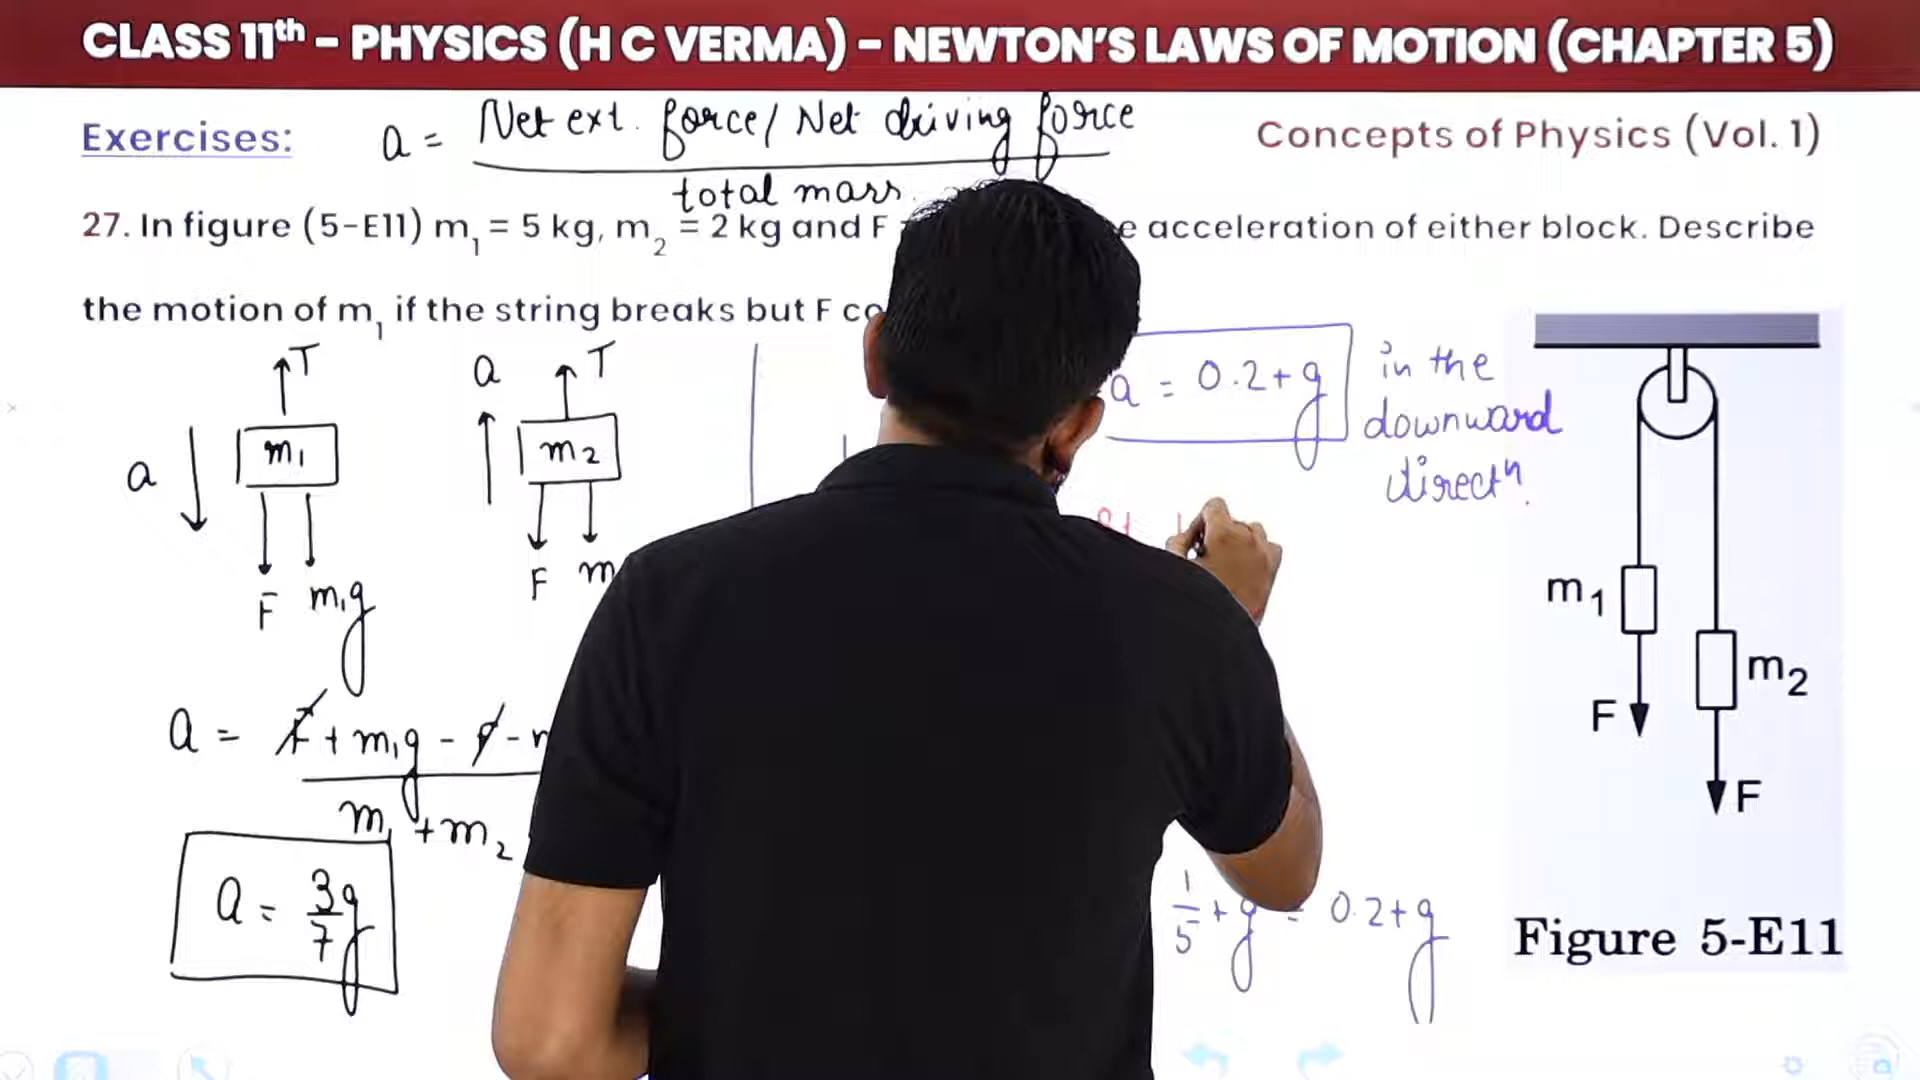 CLASS 11th – PHYSICS (H C VERMA) – NEWTON'S LAWS OF MOTION (CHAPTER 5)
Exercises:
a = Net ext. force / Net driving force
total mass
Concepts of Physics (Vol. 1)
27. In figure (5-E11) m1 = 5 kg, m2 = 2 kg and F acceleration of either block. Describe
the motion of m1 if the string breaks but F
T
a
T
m1
a
m2
F m1g
F
a = F + m1g - F -
m1 + m2
a = 3g/7
a = 0.2 + g
in the
downward
directn.
1/5 + g = 0.2 + g
m1
m2
F
F
Figure 5-E11